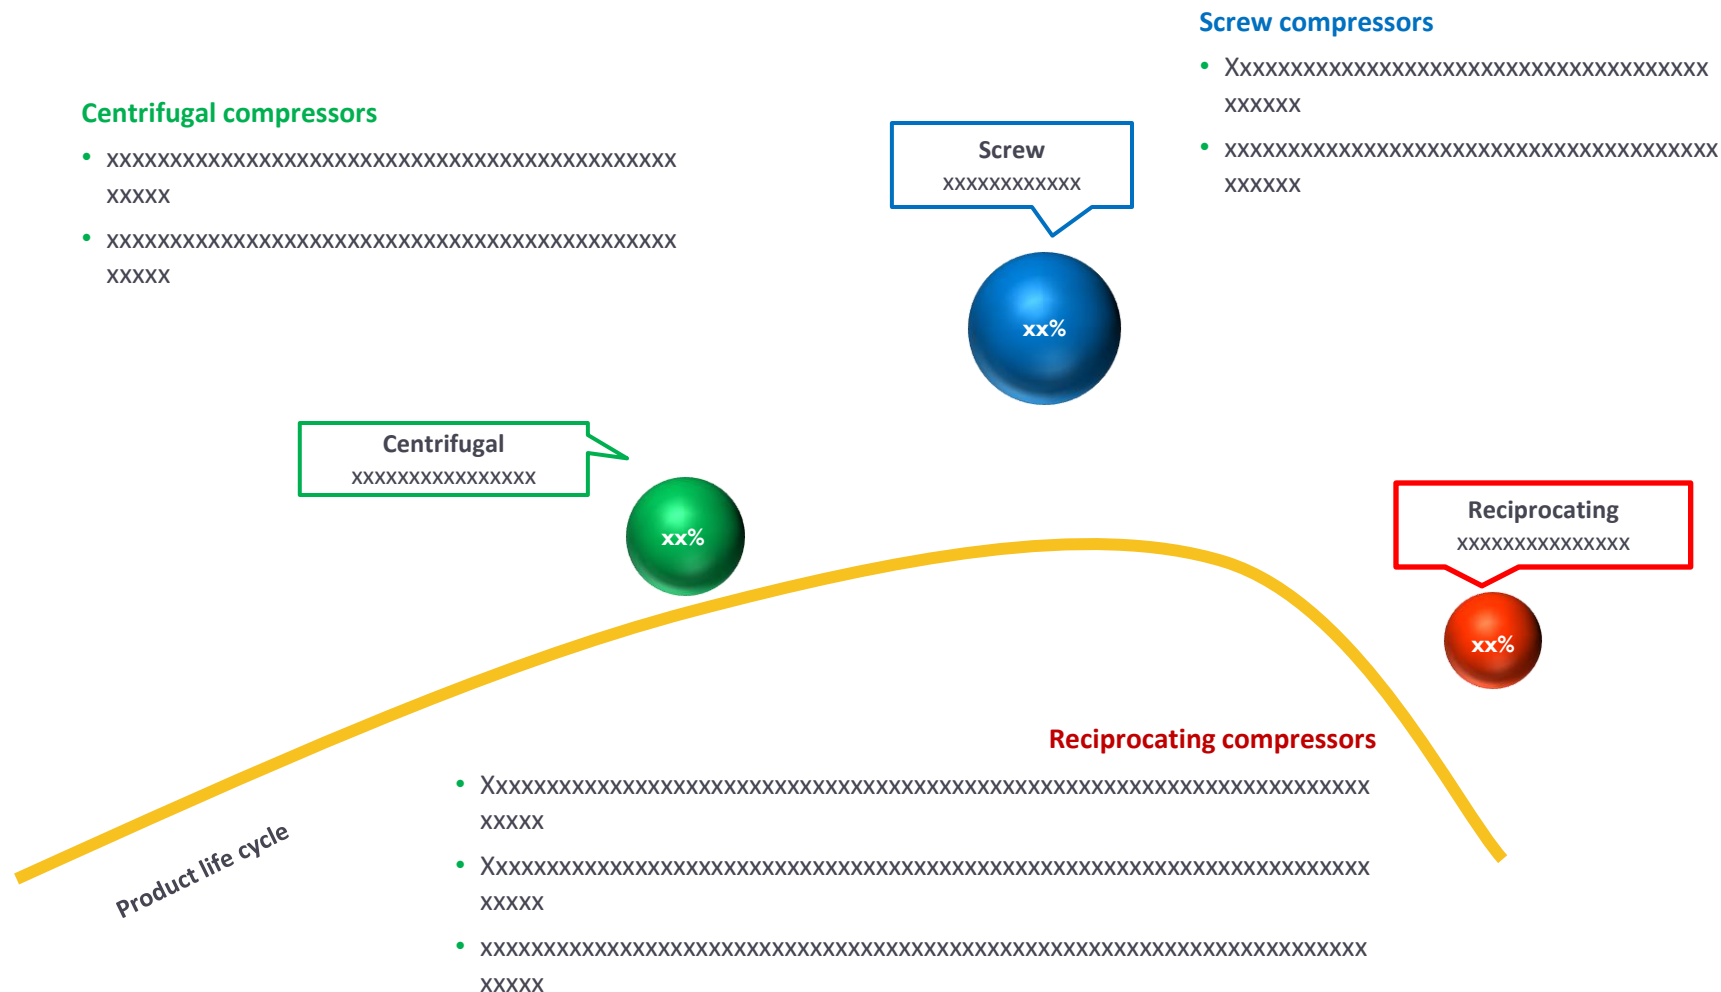 Screw compressors
• Xxxxxxxxxxxxxxxxxxxxxxxxxxxxxxxxxxxxxx
xxxxxx
• xxxxxxxxxxxxxxxxxxxxxxxxxxxxxxxxxxxxxxx
xxxxxx
Centrifugal compressors
• xxxxxxxxxxxxxxxxxxxxxxxxxxxxxxxxxxxxxxxxxxxxx
xxxxx
• xxxxxxxxxxxxxxxxxxxxxxxxxxxxxxxxxxxxxxxxxxxxx
xxxxx
Screw
xxxxxxxxxxxx
xx%
Centrifugal
xxxxxxxxxxxxxxxx
xx%
Reciprocating
xxxxxxxxxxxxxxx
xx%
Reciprocating compressors
• Xxxxxxxxxxxxxxxxxxxxxxxxxxxxxxxxxxxxxxxxxxxxxxxxxxxxxxxxxxxxxxxxxxxxxx
xxxxx
• Xxxxxxxxxxxxxxxxxxxxxxxxxxxxxxxxxxxxxxxxxxxxxxxxxxxxxxxxxxxxxxxxxxxxxx
xxxxx
• xxxxxxxxxxxxxxxxxxxxxxxxxxxxxxxxxxxxxxxxxxxxxxxxxxxxxxxxxxxxxxxxxxxxxx
xxxxx
Product life cycle